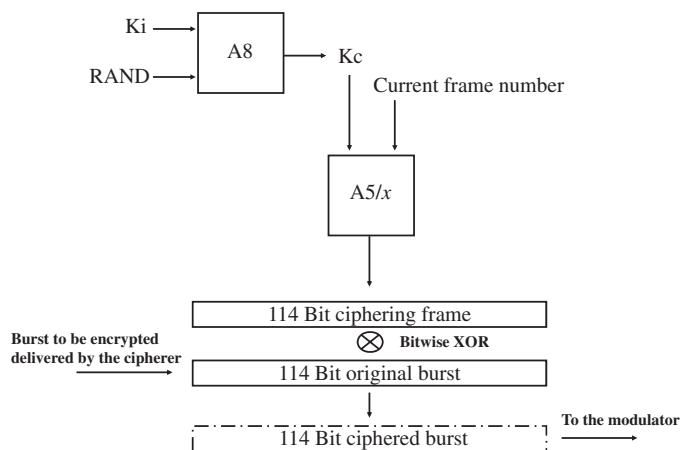 Ki
A8
Kc
RAND
Current frame number
A5/x
114 Bit ciphering frame
Bitwise XOR
Burst to be encrypted
delivered by the cipherer
114 Bit original burst
To the modulator
114 Bit ciphered burst